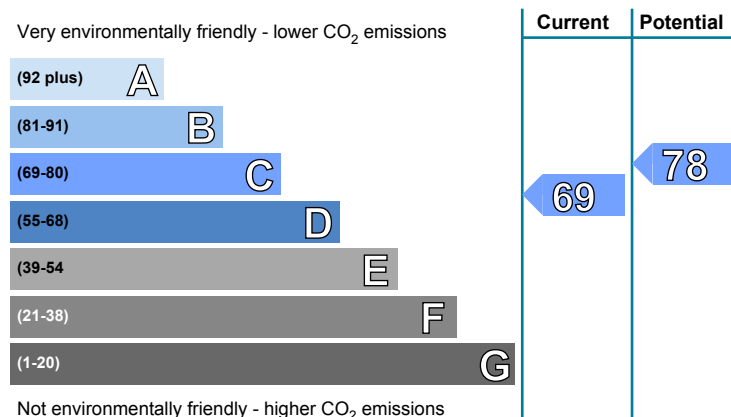 Very environmentally friendly - lower CO2 emissions
Current
Potential
(92 plus) A
(81-91) B
(69-80) C
(55-68) D
(39-54 E
(21-38) F
(1-20) G
69
78
Not environmentally friendly - higher CO2 emissions